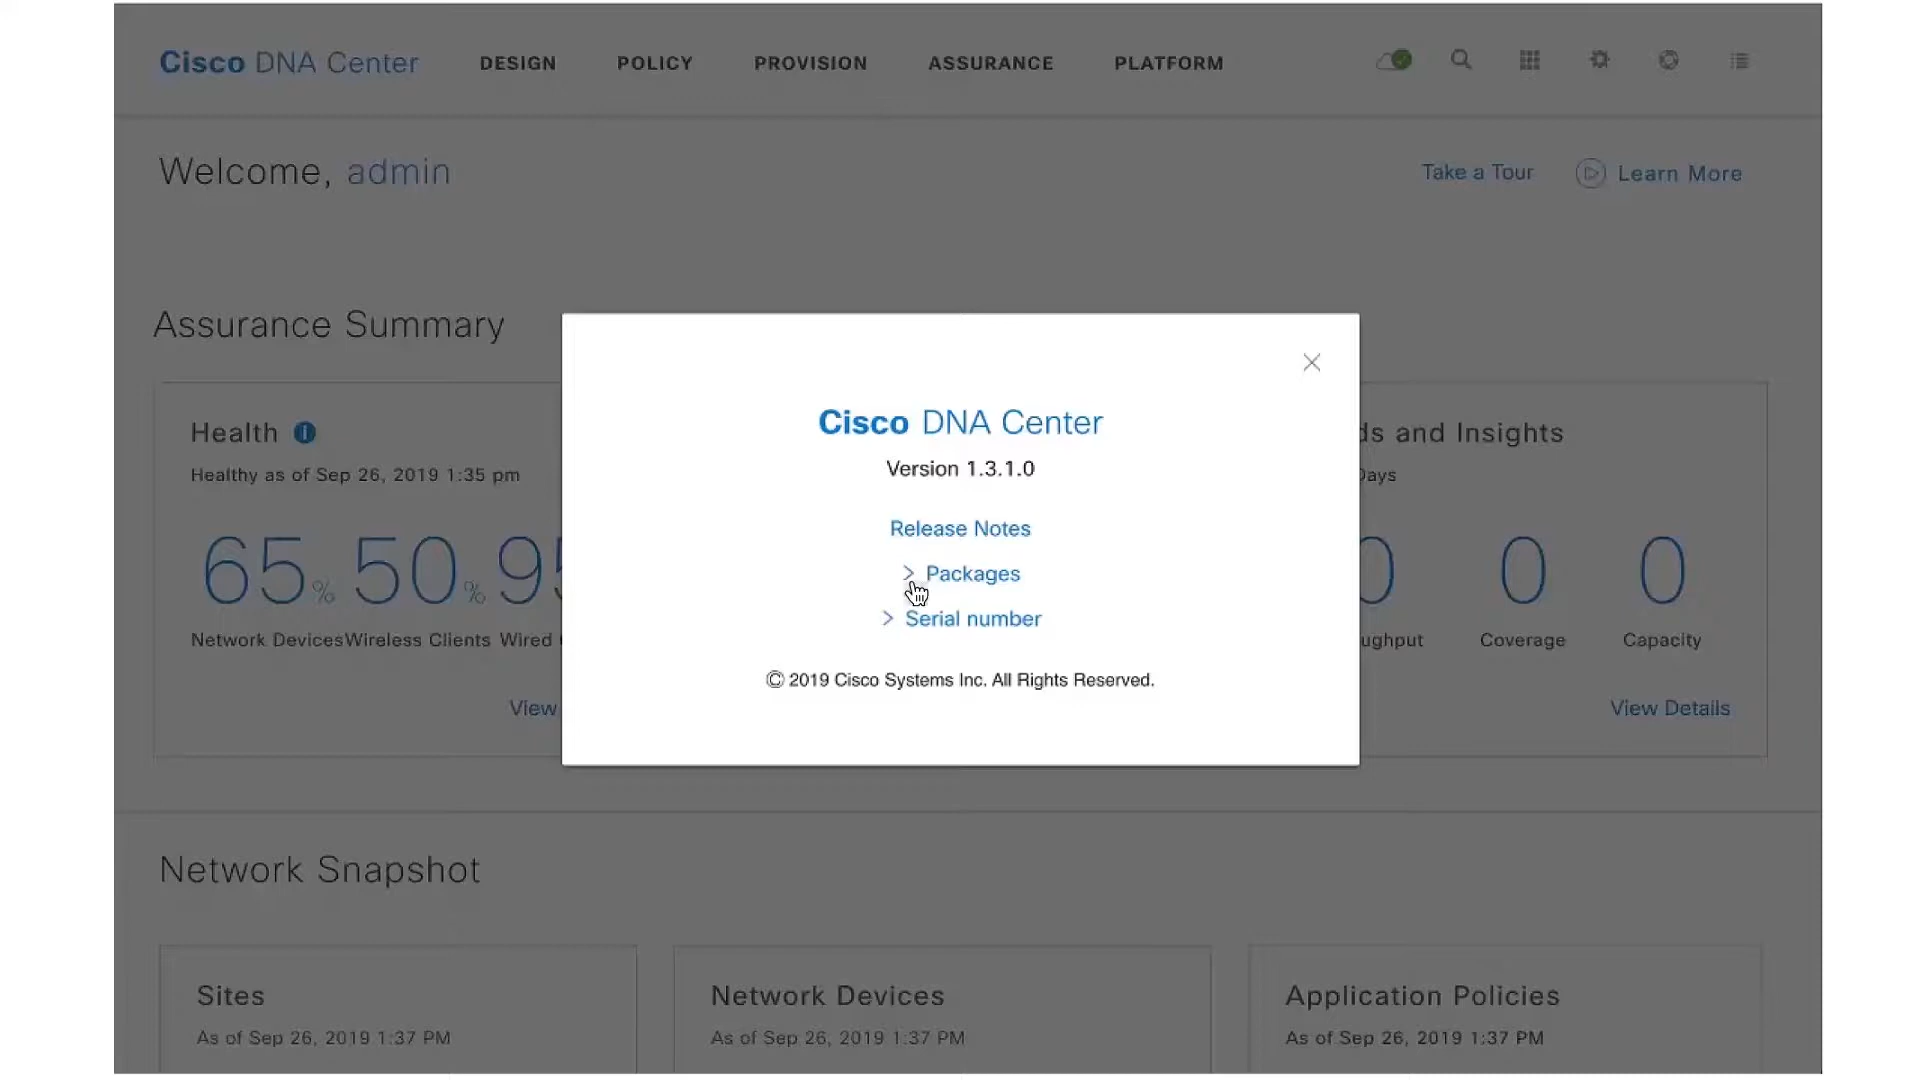 Cisco DNA Center DESIGN POLICY PROVISION ASSURANCE PLATFORM
Welcome, admin
Take a Tour Learn More
Assurance Summary
Health
Healthy as of Sep 26, 2019 1:35 pm
65% 50% 95
Network Devices Wireless Clients Wired
View
Cisco DNA Center
Version 1.3.1.0
Release Notes
> Packages
> Serial number
© 2019 Cisco Systems Inc. All Rights Reserved.
ds and Insights
Days
0 0 0
ughput Coverage Capacity
View Details
Network Snapshot
Sites
As of Sep 26, 2019 1:37 PM
Network Devices
As of Sep 26, 2019 1:37 PM
Application Policies
As of Sep 26, 2019 1:37 PM